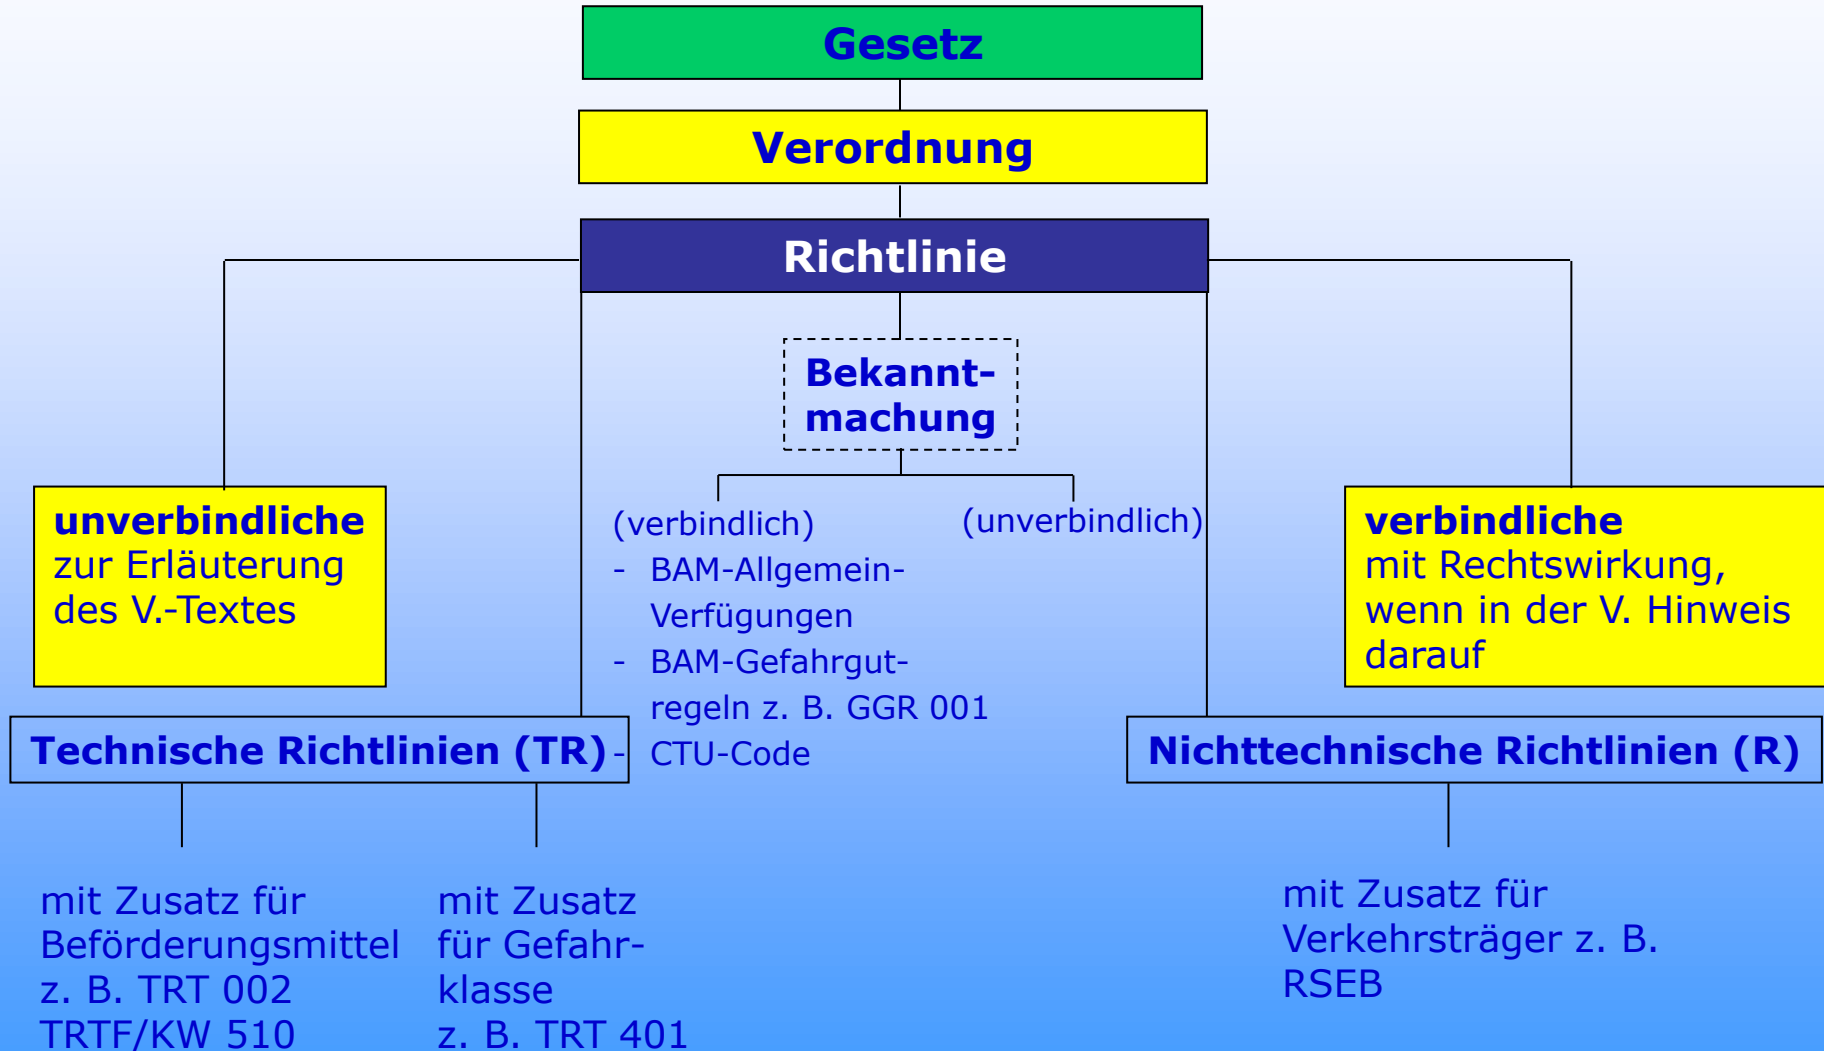 Gesetz
Verordnung
Richtlinie
Bekannt-
machung
unverbindliche
zur Erläuterung
des V.-Textes
(verbindlich)
- BAM-Allgemein-
Verfügungen
- BAM-Gefahrgut-
regeln z. B. GGR 001
- CTU-Code
(unverbindlich)
verbindliche
mit Rechtswirkung,
wenn in der V. Hinweis
darauf
Technische Richtlinien (TR)
Nichttechnische Richtlinien (R)
mit Zusatz für
Beförderungsmittel
z. B. TRT 002
TRTF/KW 510
mit Zusatz
für Gefahr-
klasse
z. B. TRT 401
mit Zusatz für
Verkehrsträger z. B.
RSEB